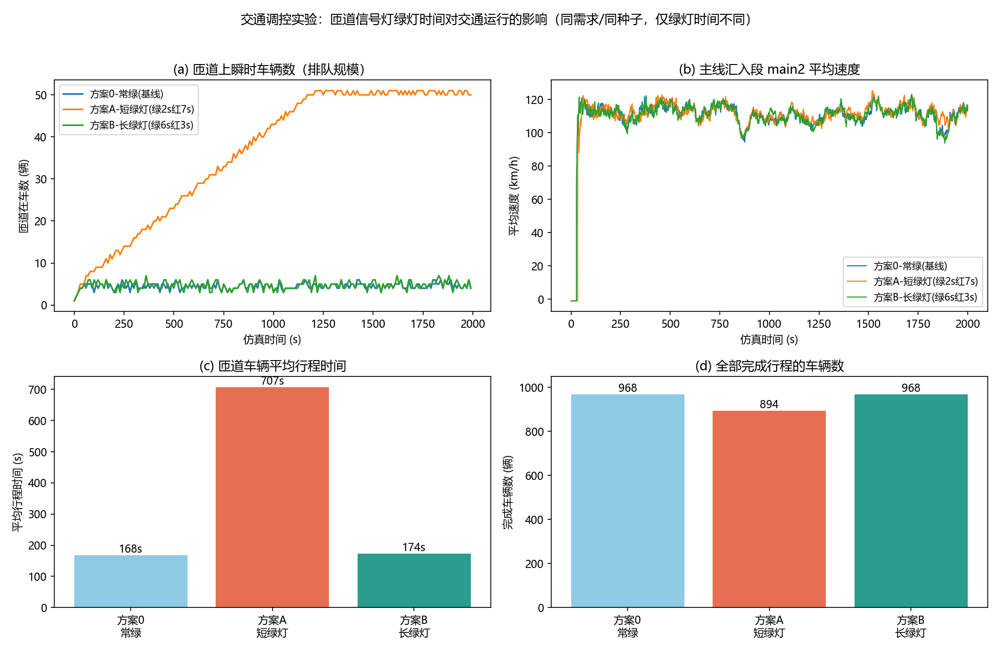 交通调控实验：匝道信号灯绿灯时间对交通运行的影响（同需求/同种子，仅绿灯时间不同）
(a) 匝道上瞬时车辆数（排队规模）
方案0-常绿(基线)
方案A-短绿灯(绿2s红7s)
方案B-长绿灯(绿6s红3s)
匝道在车数 (辆)
50
40
30
20
10
0
0 250 500 750 1000 1250 1500 1750 2000
仿真时间 (s)
(b) 主线汇入段 main2 平均速度
平均速度 (km/h)
120
100
80
60
40
20
0
方案0-常绿(基线)
方案A-短绿灯(绿2s红7s)
方案B-长绿灯(绿6s红3s)
0 250 500 750 1000 1250 1500 1750 2000
仿真时间 (s)
(c) 匝道车辆平均行程时间
平均行程时间 (s)
700
600
500
400
300
200
100
0
168s
707s
174s
方案0 方案A 方案B
常绿 短绿灯 长绿灯
(d) 全部完成行程的车辆数
完成车辆数 (辆)
1000
800
600
400
200
0
968
894
968
方案0 方案A 方案B
常绿 短绿灯 长绿灯